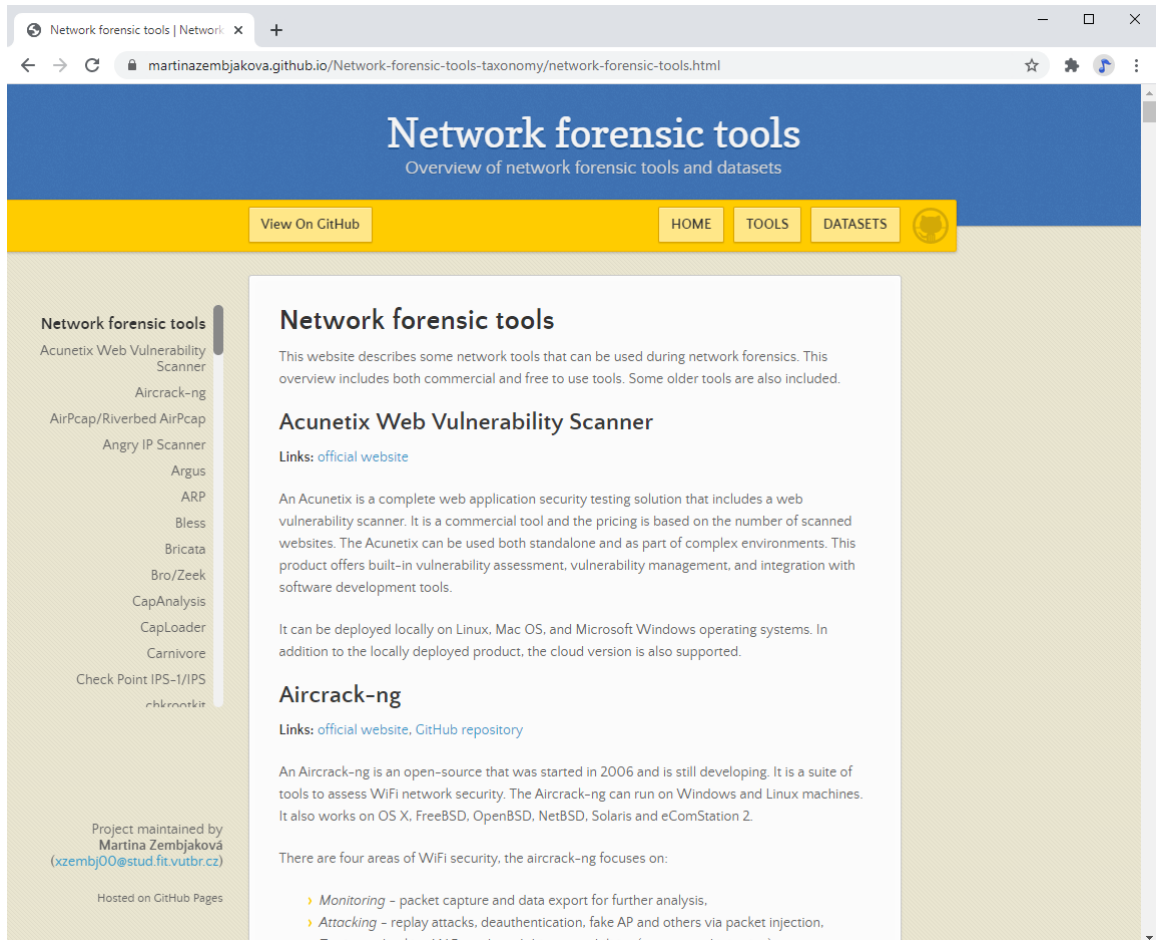 Network forensic tools | Network
martinazembjakova.github.io/Network-forensic-tools-taxonomy/network-forensic-tools.html
Network forensic tools
Overview of network forensic tools and datasets
View On GitHub
HOME
TOOLS
DATASETS
Network forensic tools
Acunetix Web Vulnerability
Scanner
Aircrack-ng
AirPcap/Riverbed AirPcap
Angry IP Scanner
Argus
ARP
Bless
Bricata
Bro/Zeek
CapAnalysis
CapLoader
Carnivore
Check Point IPS-1/IPS
chkrootkit
Project maintained by
Martina Zembjaková
(xzembj00@stud.fit.vutbr.cz)
Hosted on GitHub Pages
Network forensic tools
This website describes some network tools that can be used during network forensics. This
overview includes both commercial and free to use tools. Some older tools are also included.
Acunetix Web Vulnerability Scanner
Links: official website
An Acunetix is a complete web application security testing solution that includes a web
vulnerability scanner. It is a commercial tool and the pricing is based on the number of scanned
websites. The Acunetix can be used both standalone and as part of complex environments. This
product offers built-in vulnerability assessment, vulnerability management, and integration with
software development tools.
It can be deployed locally on Linux, Mac OS, and Microsoft Windows operating systems. In
addition to the locally deployed product, the cloud version is also supported.
Aircrack-ng
Links: official website, GitHub repository
An Aircrack-ng is an open-source that was started in 2006 and is still developing. It is a suite of
tools to assess WiFi network security. The Aircrack-ng can run on Windows and Linux machines.
It also works on OS X, FreeBSD, OpenBSD, NetBSD, Solaris and eComStation 2.
There are four areas of WiFi security, the aircrack-ng focuses on:
› Monitoring - packet capture and data export for further analysis,
› Attacking - replay attacks, deauthentication, fake AP and others via packet injection,